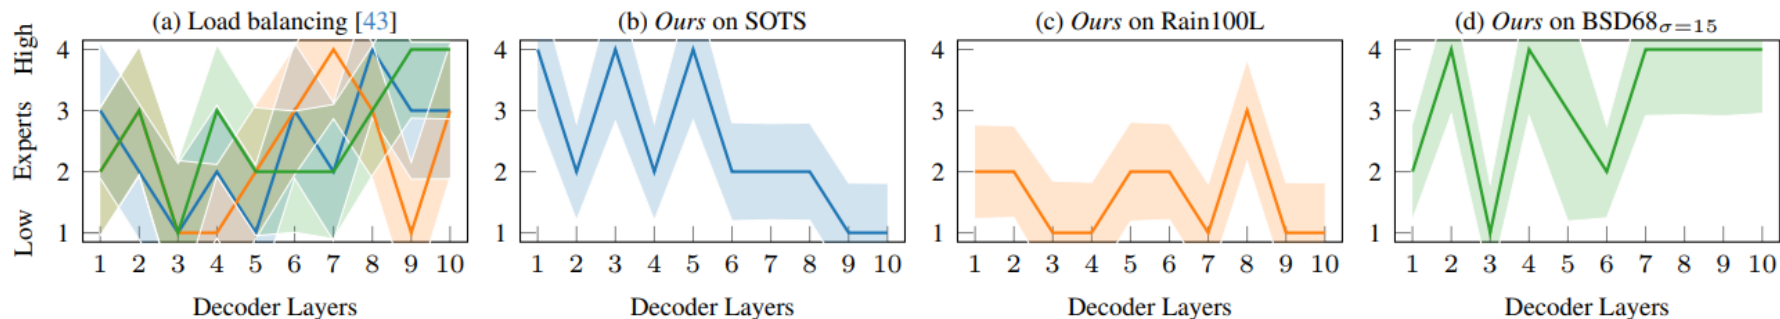 (a) Load balancing [43]
(b) Ours on SOTS
(c) Ours on Rain100L
(d) Ours on BSD68σ=15
Low Experts High
4
3
2
1
1 2 3 4 5 6 7 8 9 10
Decoder Layers
4
3
2
1
1 2 3 4 5 6 7 8 9 10
Decoder Layers
4
3
2
1
1 2 3 4 5 6 7 8 9 10
Decoder Layers
4
3
2
1
1 2 3 4 5 6 7 8 9 10
Decoder Layers